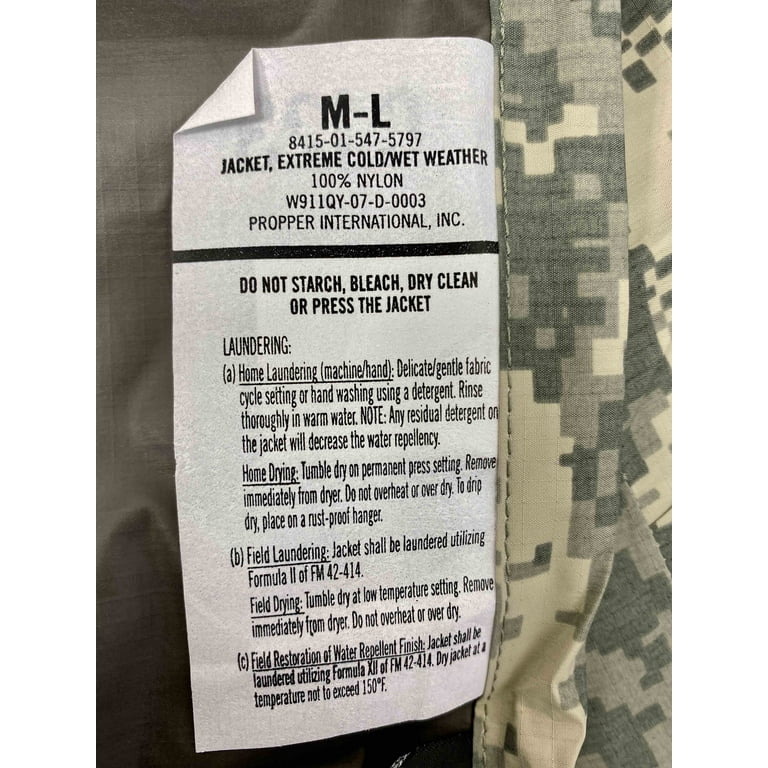 M-L
8415-01-547-5797
JACKET, EXTREME COLD/WET WEATHER
100% NYLON
W911QY-07-D-0003
PROPPER INTERNATIONAL, INC.
DO NOT STARCH, BLEACH, DRY CLEAN
OR PRESS THE JACKET
LAUNDERING:
(a) Home Laundering (machine/hand): Delicate/gentle fabric
cycle setting or hand washing using a detergent. Rinse
thoroughly in warm water. NOTE: Any residual detergent on
the jacket will decrease the water repellency.
Home Drying: Tumble dry on permanent press setting. Remove
immediately from dryer. Do not overheat or over dry. To drip
dry, place on a rust-proof hanger.
(b) Field Laundering: Jacket shall be laundered utilizing
Formula II of FM 42-414.
Field Drying: Tumble dry at low temperature setting. Remove
immediately from dryer. Do not overheat or over dry.
(c) Field Restoration of Water Repellent Finish: Jacket shall be
laundered utilizing Formula XII of FM 42-414. Dry jacket at a
temperature not to exceed 150°F.